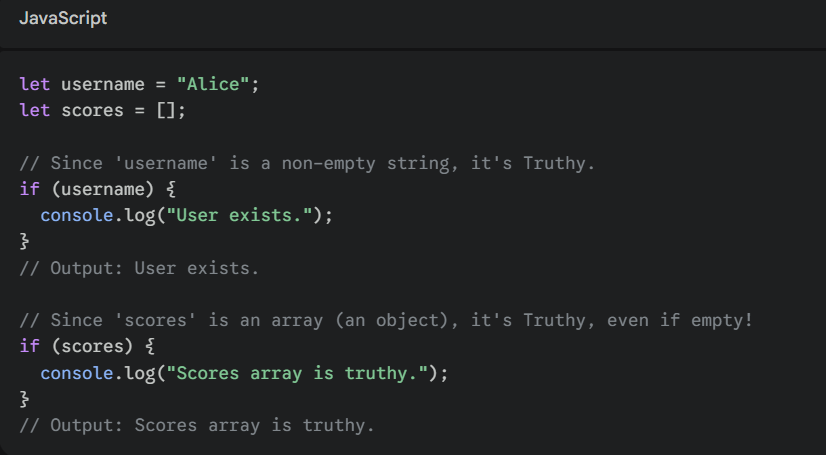 JavaScript
let username = "Alice";
let scores = [];
// Since 'username' is a non-empty string, it's Truthy.
if (username) {
  console.log("User exists.");
}
// Output: User exists.
// Since 'scores' is an array (an object), it's Truthy, even if empty!
if (scores) {
  console.log("Scores array is truthy.");
}
// Output: Scores array is truthy.